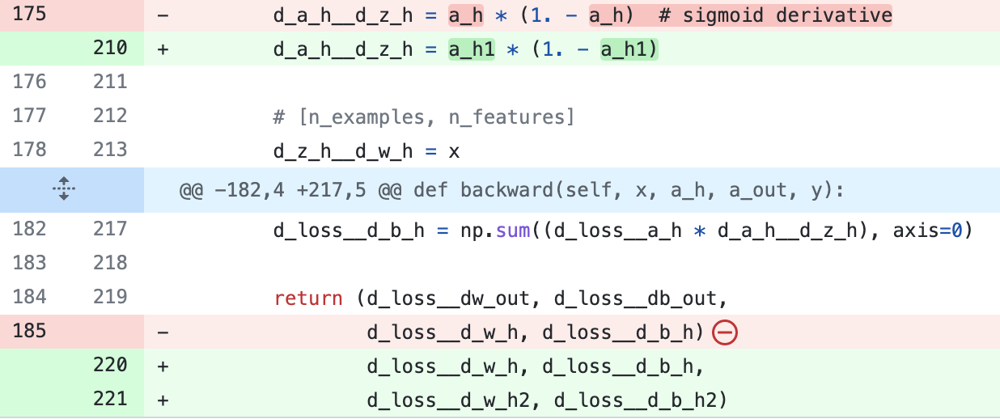 175 - d_a_h__d_z_h = a_h * (1. - a_h)  # sigmoid derivative
210 + d_a_h__d_z_h = a_h1 * (1. - a_h1)
176 211
177 212 # [n_examples, n_features]
178 213 d_z_h__d_w_h = x
@@ -182,4 +217,5 @@ def backward(self, x, a_h, a_out, y):
182 217 d_loss__d_b_h = np.sum((d_loss__a_h * d_a_h__d_z_h), axis=0)
183 218
184 219 return (d_loss__dw_out, d_loss__db_out,
185 - d_loss__d_w_h, d_loss__d_b_h)
220 + d_loss__d_w_h, d_loss__d_b_h,
221 + d_loss__d_w_h2, d_loss__d_b_h2)